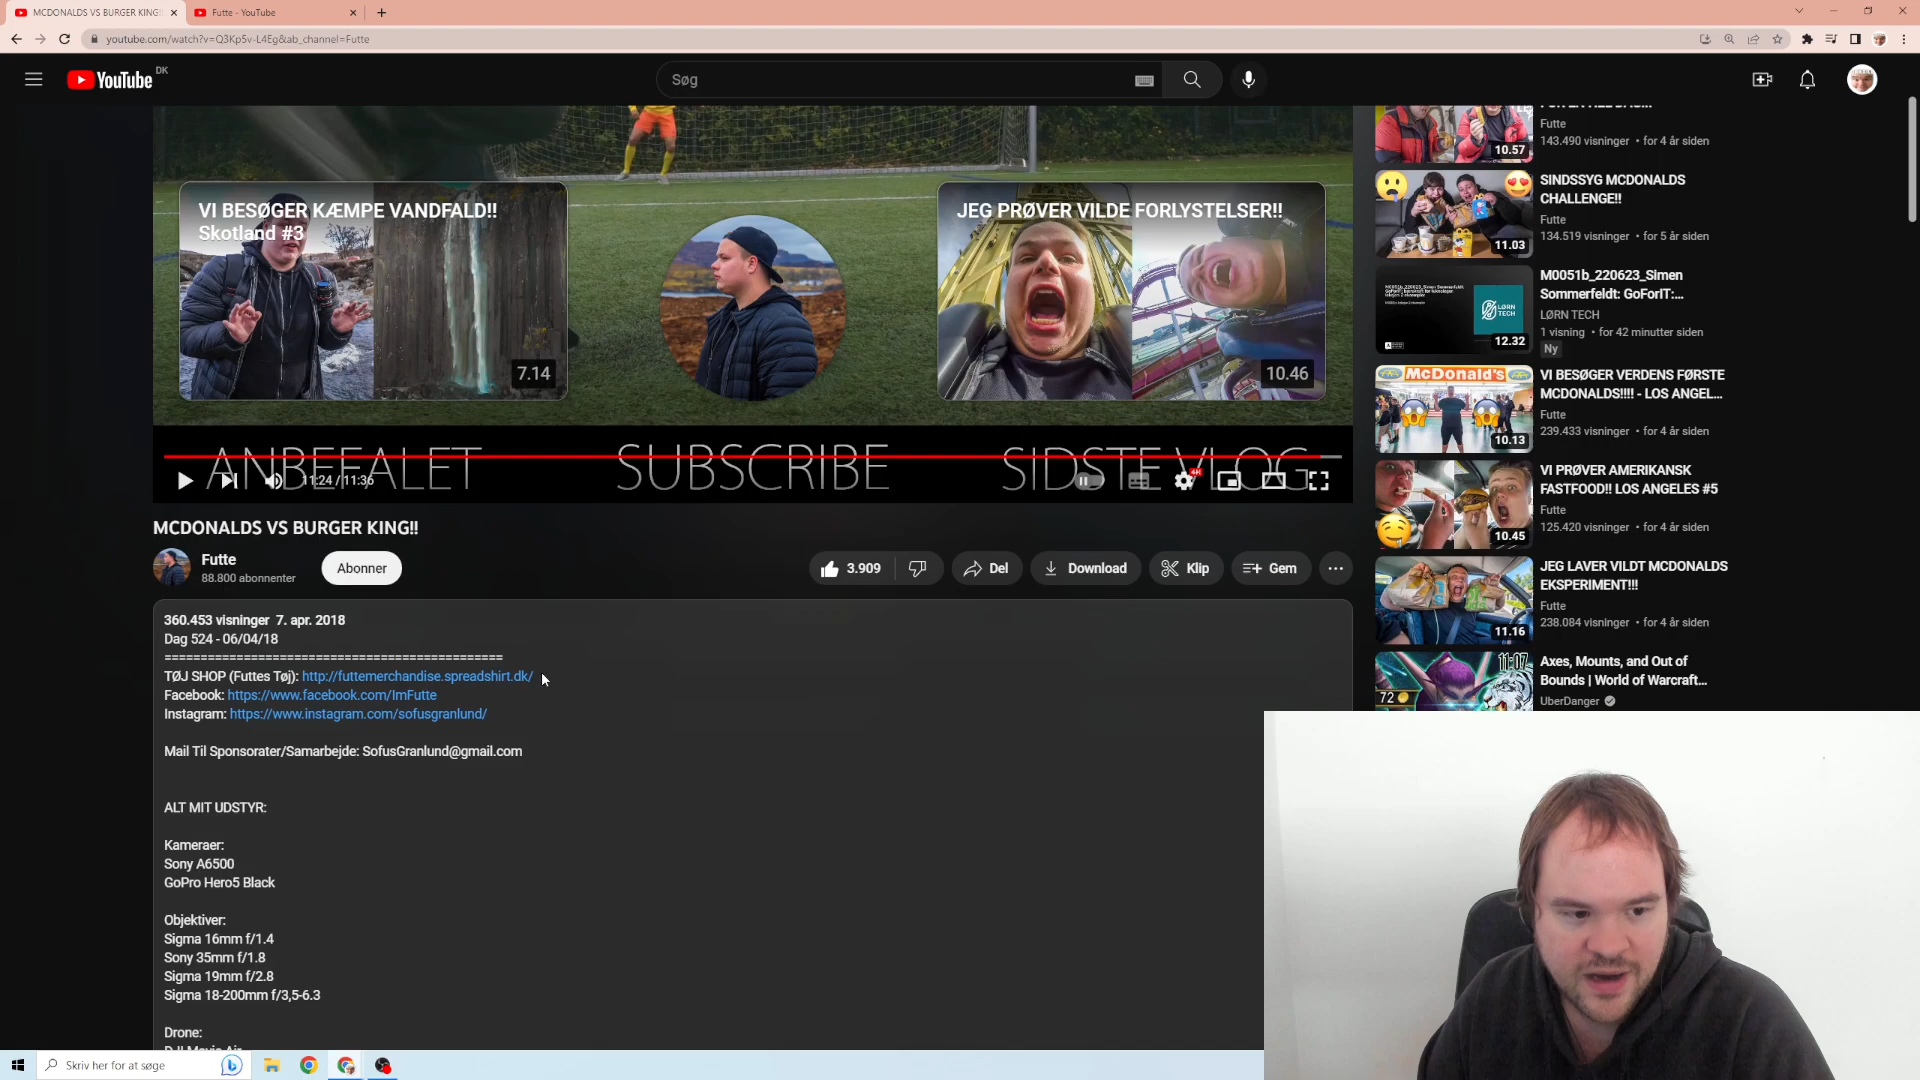 MCDONALDS VS BURGER KING!!
Futte - YouTube
youtube.com/watch?v=Q3Kp5v-L4Eg&ab_channel=Futte
YouTube
DK
Søg
VI BESØGER KÆMPE VANDFALD!!
Skotland #3
7.14
JEG PRØVER VILDE FORLYSTELSER!!
10.46
ANBEFALET
SUBSCRIBE
SIDSTE VLOG
11:24 / 11:36
MCDONALDS VS BURGER KING!!
Futte
88.800 abonnenter
Abonner
3.909
Del
Download
Klip
Gem
360.453 visninger 7. apr. 2018
Dag 524 - 06/04/18
===============================================
TØJ SHOP (Futtes Tøj): http://futtemerchandise.spreadshirt.dk/
Facebook: https://www.facebook.com/ImFutte
Instagram: https://www.instagram.com/sofusgranlund/
Mail Til Sponsorater/Samarbejde: SofusGranlund@gmail.com
ALT MIT UDSTYR:
Kameraer:
Sony A6500
GoPro Hero5 Black
Objektiver:
Sigma 16mm f/1.4
Sony 35mm f/1.8
Sigma 19mm f/2.8
Sigma 18-200mm f/3,5-6.3
Drone:
10.57
Futte
143.490 visninger • for 4 år siden
11.03
SINDSSYG MCDONALDS
CHALLENGE!!
Futte
134.519 visninger • for 5 år siden
LØRN
TECH
12.32
M0051b_220623_Simen
Sommerfeldt: GoForIT:...
LØRN TECH
1 visning • for 42 minutter siden
Ny
McDonald's
10.13
VI BESØGER VERDENS FØRSTE
MCDONALDS!!!! - LOS ANGEL...
Futte
239.433 visninger • for 4 år siden
10.45
VI PRØVER AMERIKANSK
FASTFOOD!! LOS ANGELES #5
Futte
125.420 visninger • for 4 år siden
11.16
JEG LAVER VILDT MCDONALDS
EKSPERIMENT!!!
Futte
238.084 visninger • for 4 år siden
11:07
72
Axes, Mounts, and Out of
Bounds | World of Warcraft...
UberDanger
Skriv her for at søge